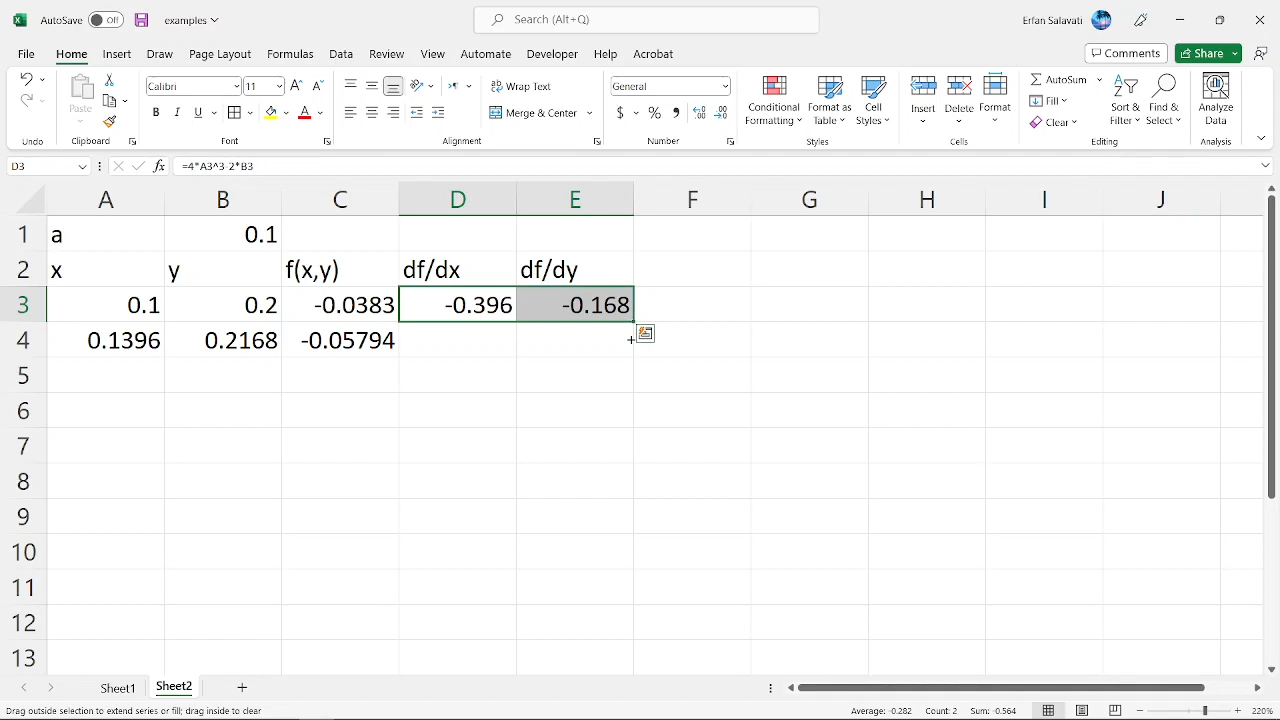 AutoSave Off examples Search (Alt+Q) Erfan Salavati
File Home Insert Draw Page Layout Formulas Data Review View Automate Developer Help Acrobat Comments Share
Paste Calibri 11 A A Wrap Text General Conditional Formatting Format as Table Cell Styles Insert Delete Format AutoSum Fill Clear Sort & Filter Find & Select Analyze Data
B I U A Merge & Center $ % 9
Undo Clipboard Font Alignment Number Styles Cells Editing Analysis
D3 fx =4*A3^3-2*B3
A B C D E F G H I J
1 a 0.1
2 x y f(x,y) df/dx df/dy
3 0.1 0.2 -0.0383 -0.396 -0.168
4 0.1396 0.2168 -0.05794
5
6
7
8
9
10
11
12
13
Sheet1 Sheet2
Drag outside selection to extend series or fill; drag inside to clear Average: -0.282 Count: 2 Sum: -0.564 220%